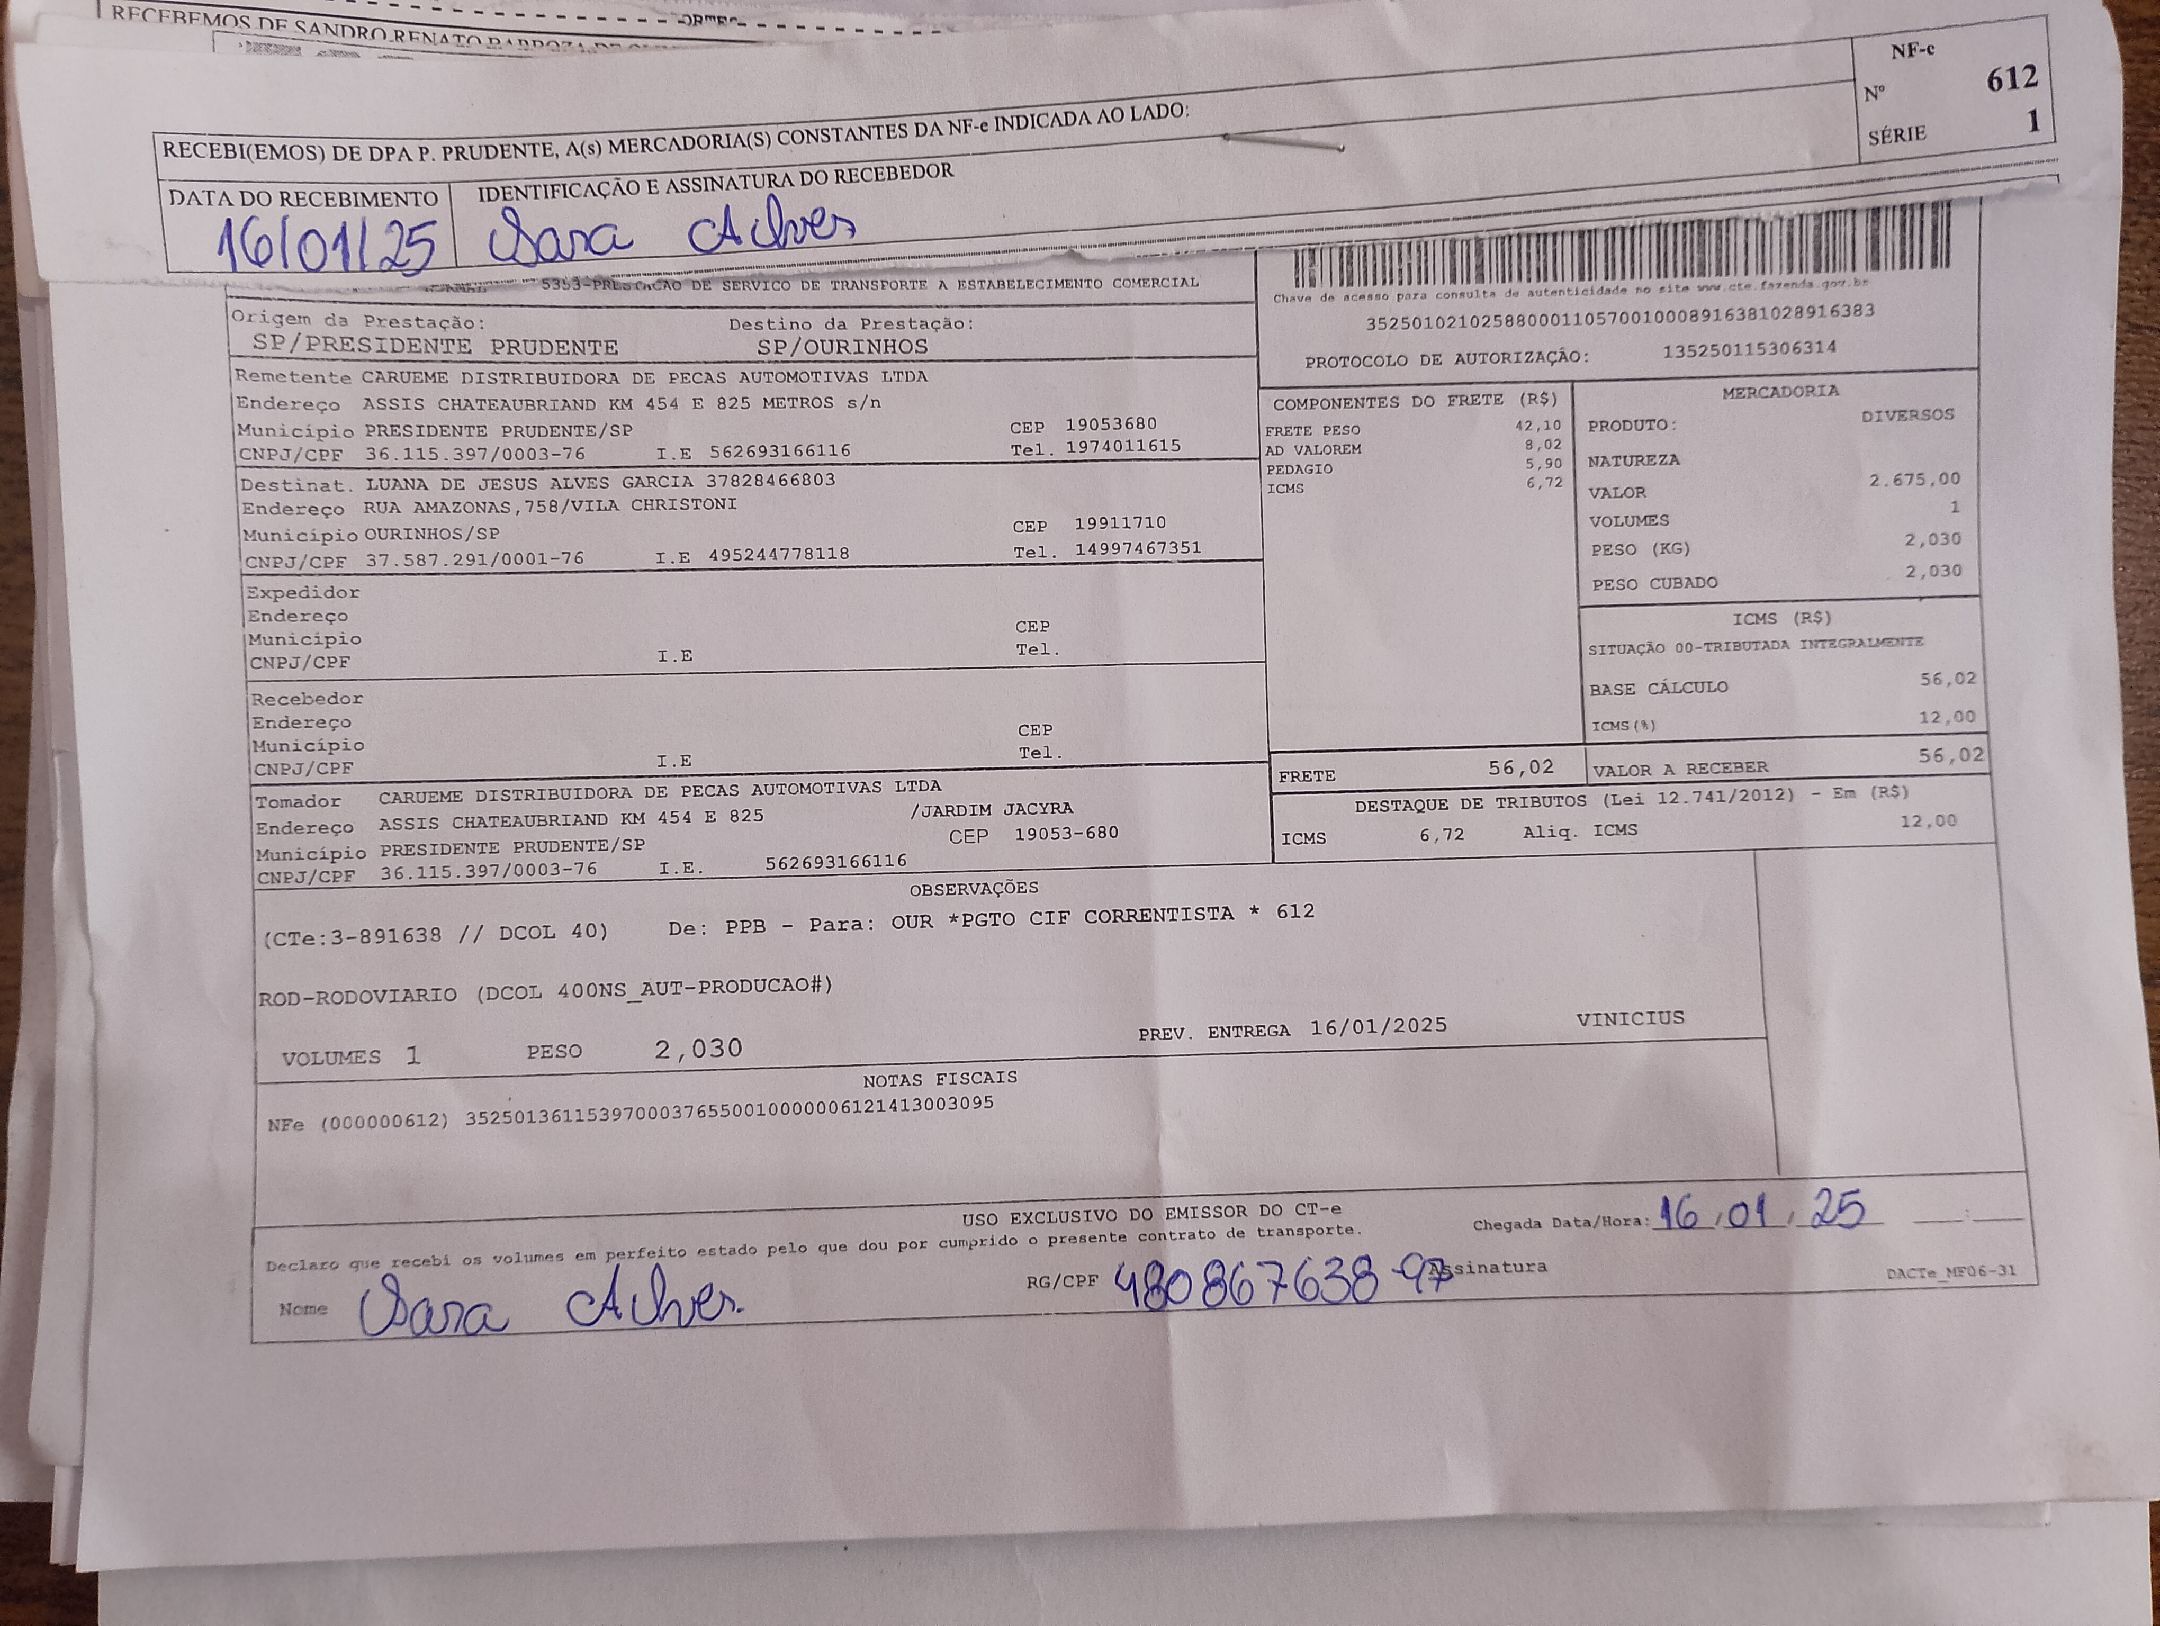 RECEBEMOS DE SANDRO RENATO BARBOZA DE
RECEBI(EMOS) DE DPA P. PRUDENTE, A(s) MERCADORIA(S) CONSTANTES DA NF-e INDICADA AO LADO:
NF-e
Nº 612
SÉRIE 1
DATA DO RECEBIMENTO
IDENTIFICAÇÃO E ASSINATURA DO RECEBEDOR
16/01/25 Sara Alves
5353-PRESTACAO DE SERVICO DE TRANSPORTE A ESTABELECIMENTO COMERCIAL
Chave de acesso para consulta de autenticidade no site www.cte.fazenda.gov.br
35250102102588000110570010008916381028916383
PROTOCOLO DE AUTORIZAÇÃO: 135250115306314
Origem da Prestação: Destino da Prestação:
SP/PRESIDENTE PRUDENTE SP/OURINHOS
Remetente CARUEME DISTRIBUIDORA DE PECAS AUTOMOTIVAS LTDA
Endereço ASSIS CHATEAUBRIAND KM 454 E 825 METROS s/n
Município PRESIDENTE PRUDENTE/SP CEP 19053680
CNPJ/CPF 36.115.397/0003-76 I.E 562693166116 Tel. 1974011615
Destinat. LUANA DE JESUS ALVES GARCIA 37828466803
Endereço RUA AMAZONAS,758/VILA CHRISTONI
Município OURINHOS/SP CEP 19911710
CNPJ/CPF 37.587.291/0001-76 I.E 495244778118 Tel. 14997467351
Expedidor
Endereço
Município CEP
CNPJ/CPF I.E Tel.
Recebedor
Endereço
Município CEP
CNPJ/CPF I.E Tel.
Tomador CARUEME DISTRIBUIDORA DE PECAS AUTOMOTIVAS LTDA
Endereço ASSIS CHATEAUBRIAND KM 454 E 825 /JARDIM JACYRA
Município PRESIDENTE PRUDENTE/SP CEP 19053-680
CNPJ/CPF 36.115.397/0003-76 I.E. 562693166116
COMPONENTES DO FRETE (R$)
FRETE PESO 42,10
AD VALOREM 8,02
PEDAGIO 5,90
ICMS 6,72
MERCADORIA
PRODUTO: DIVERSOS
NATUREZA
VALOR 2.675,00
VOLUMES 1
PESO (KG) 2,030
PESO CUBADO 2,030
ICMS (R$)
SITUAÇÃO 00-TRIBUTADA INTEGRALMENTE
BASE CÁLCULO 56,02
ICMS(%) 12,00
FRETE 56,02 VALOR A RECEBER 56,02
DESTAQUE DE TRIBUTOS (Lei 12.741/2012) - Em (R$)
ICMS 6,72 Aliq. ICMS 12,00
OBSERVAÇÕES
(CTe:3-891638 // DCOL 40) De: PPB - Para: OUR *PGTO CIF CORRENTISTA * 612
ROD-RODOVIARIO (DCOL 400NS_AUT-PRODUCAO#)
VOLUMES 1 PESO 2,030 PREV. ENTREGA 16/01/2025 VINICIUS
NOTAS FISCAIS
NFe (000000612) 35250136115397000376550010000006121413003095
USO EXCLUSIVO DO EMISSOR DO CT-e
Declaro que recebi os volumes em perfeito estado pelo que dou por cumprido o presente contrato de transporte.
Chegada Data/Hora: 16/01/25 __:__
Nome Sara Alves. RG/CPF 480867638-97 Assinatura
DACTe_MF06-31